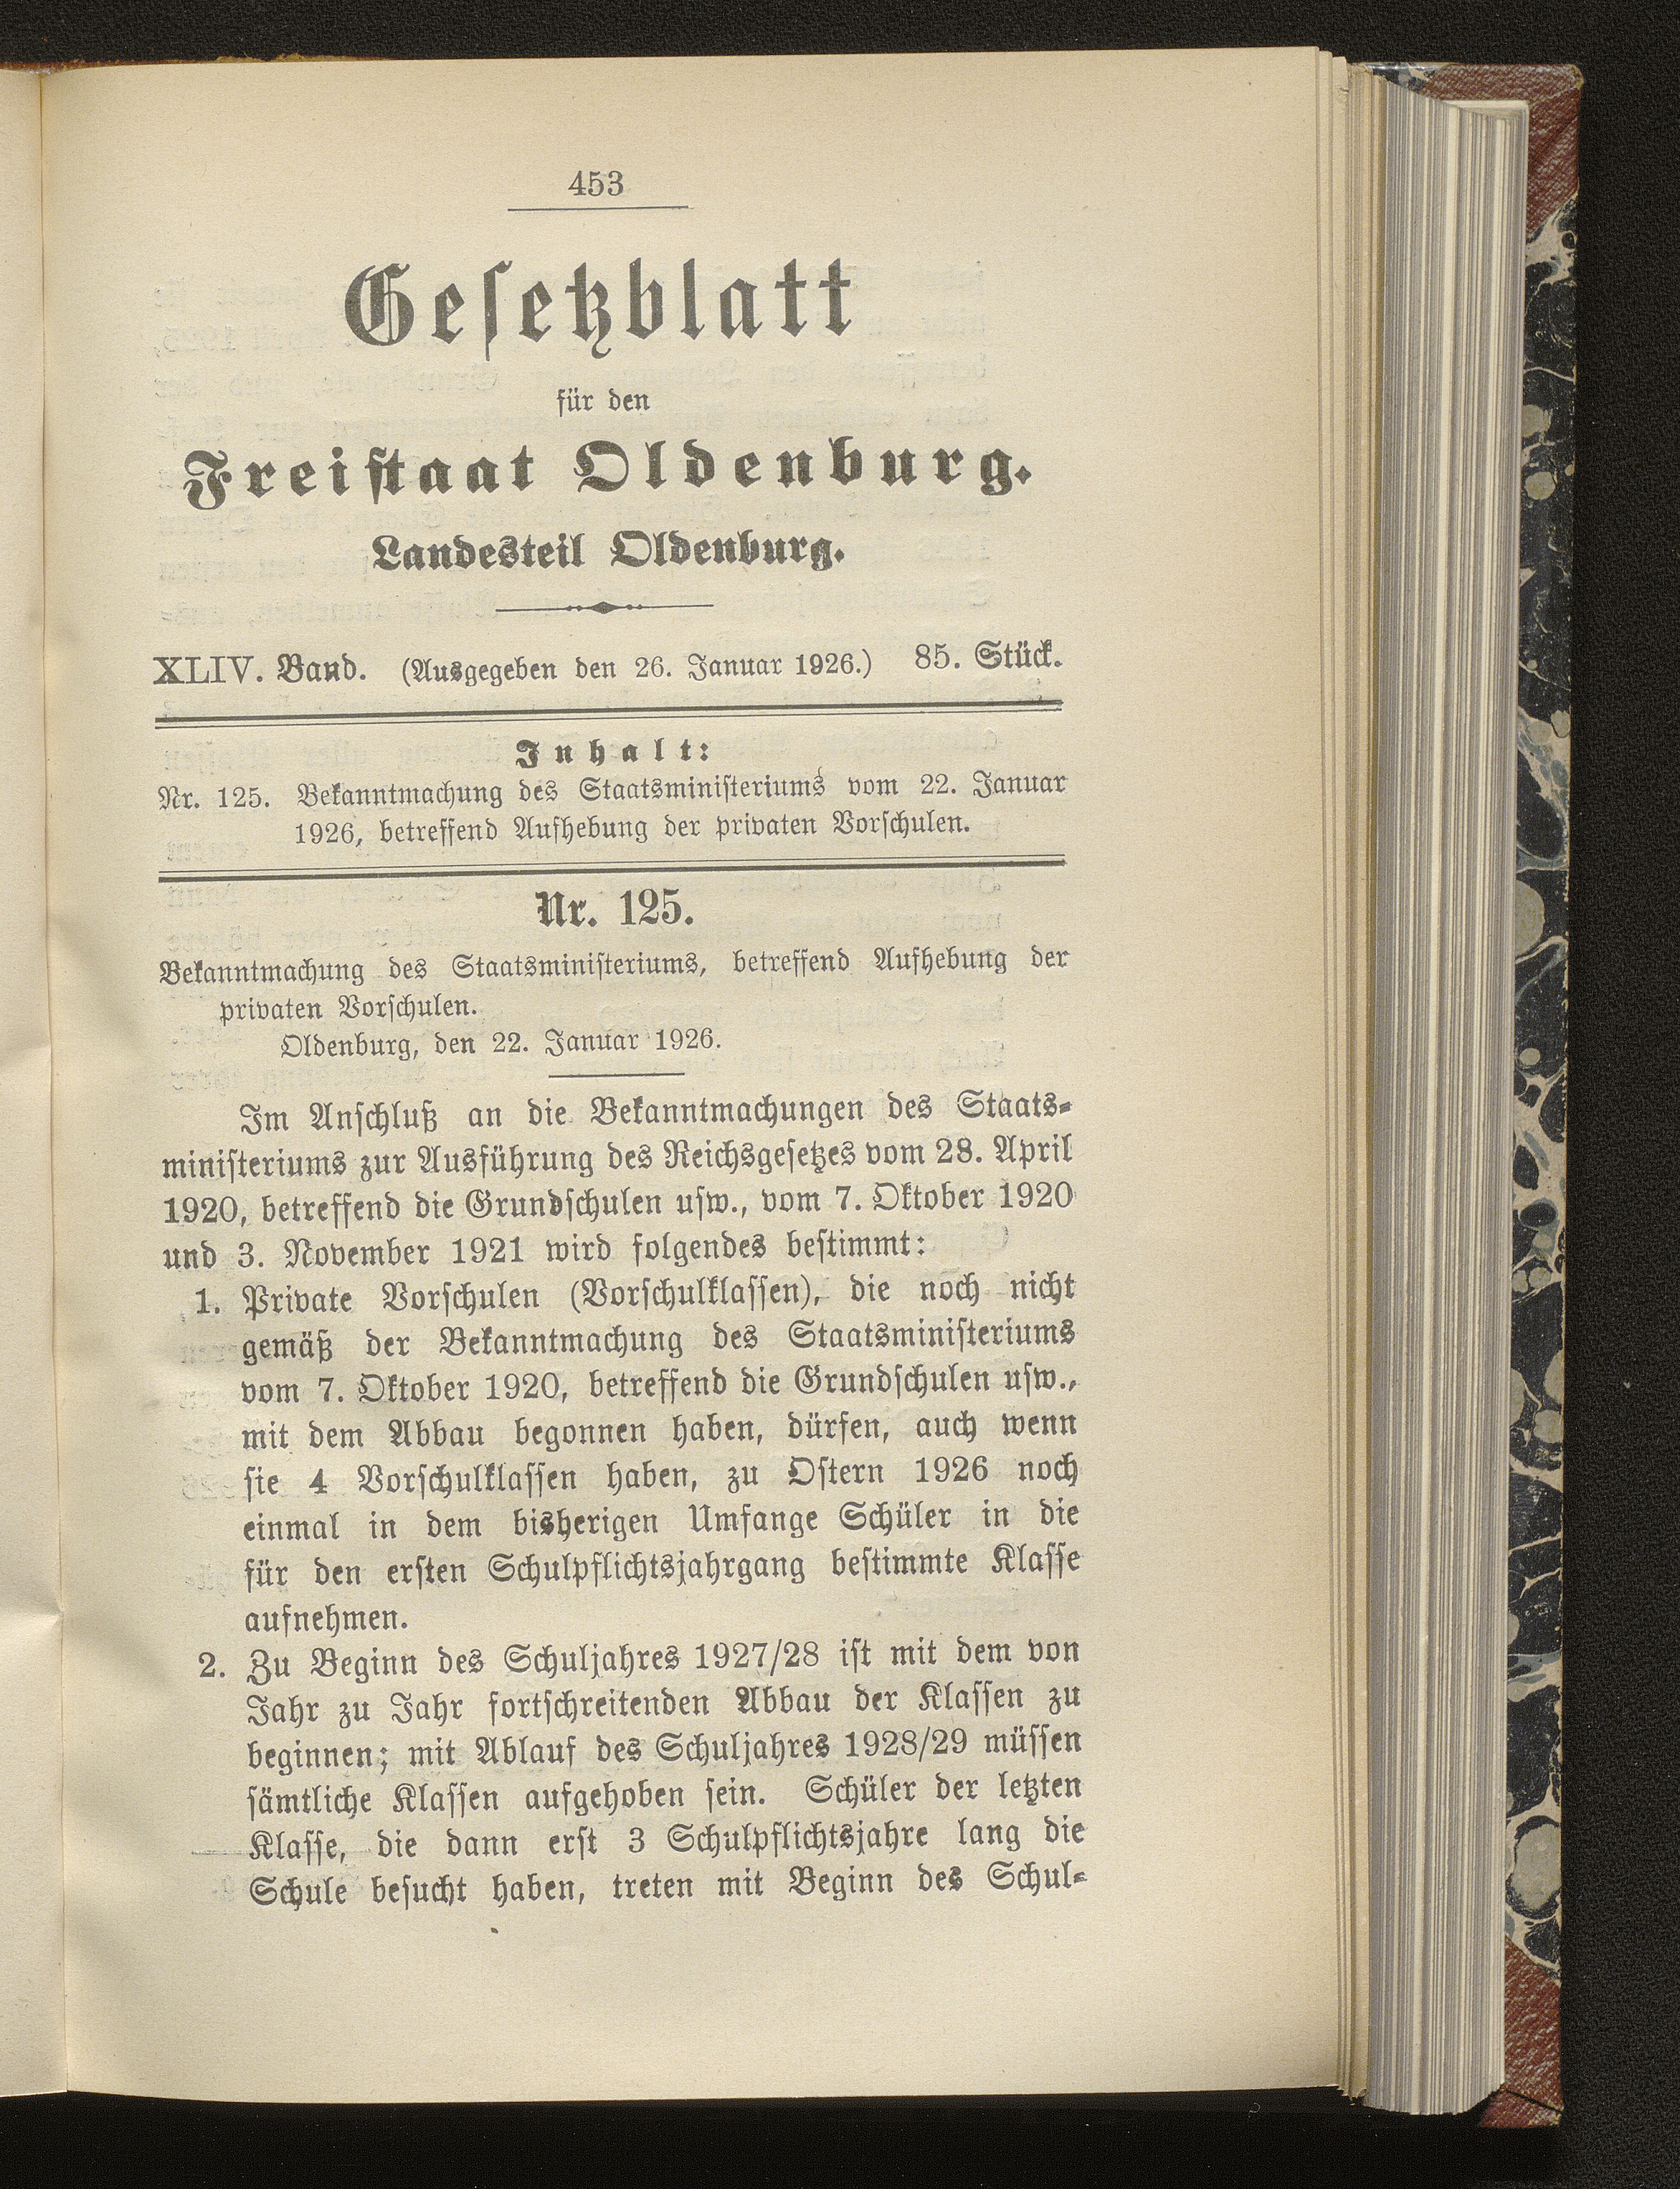 453
Gesetzblatt
für den
Freistaat Oldenburg.
Landesteil Oldenburg.
XLIV. Band. (Ausgegeben den 26. Januar 1926.) 85. Stück.
Inhalt:
Nr. 125. Bekanntmachung des Staatsministeriums vom 22. Januar
1926, betreffend Aufhebung der privaten Vorschulen.
Nr. 125.
Bekanntmachung des Staatsministeriums, betreffend Aufhebung der
privaten Vorschulen.
Oldenburg, den 22. Januar 1926.
Im Anschluß an die Bekanntmachungen des Staats-
ministeriums zur Ausführung des Reichsgesetzes vom 28. April
1920, betreffend die Grundschulen usw., vom 7. Oktober 1920
und 3. November 1921 wird folgendes bestimmt:
1. Private Vorschulen (Vorschulklassen), die noch nicht
gemäß der Bekanntmachung des Staatsministeriums
vom 7. Oktober 1920, betreffend die Grundschulen usw.,
mit dem Abbau begonnen haben, dürfen, auch wenn
sie 4 Vorschulklassen haben, zu Ostern 1926 noch
einmal in dem bisherigen Umfange Schüler in die
für den ersten Schulpflichtsjahrgang bestimmte Klasse
aufnehmen.
2. Zu Beginn des Schuljahres 1927/28 ist mit dem von
Jahr zu Jahr fortschreitenden Abbau der Klassen zu
beginnen; mit Ablauf des Schuljahres 1928/29 müssen
sämtliche Klassen aufgehoben sein. Schüler der letzten
Klasse, die dann erst 3 Schulpflichtsjahre lang die
Schule besucht haben, treten mit Beginn des Schul-